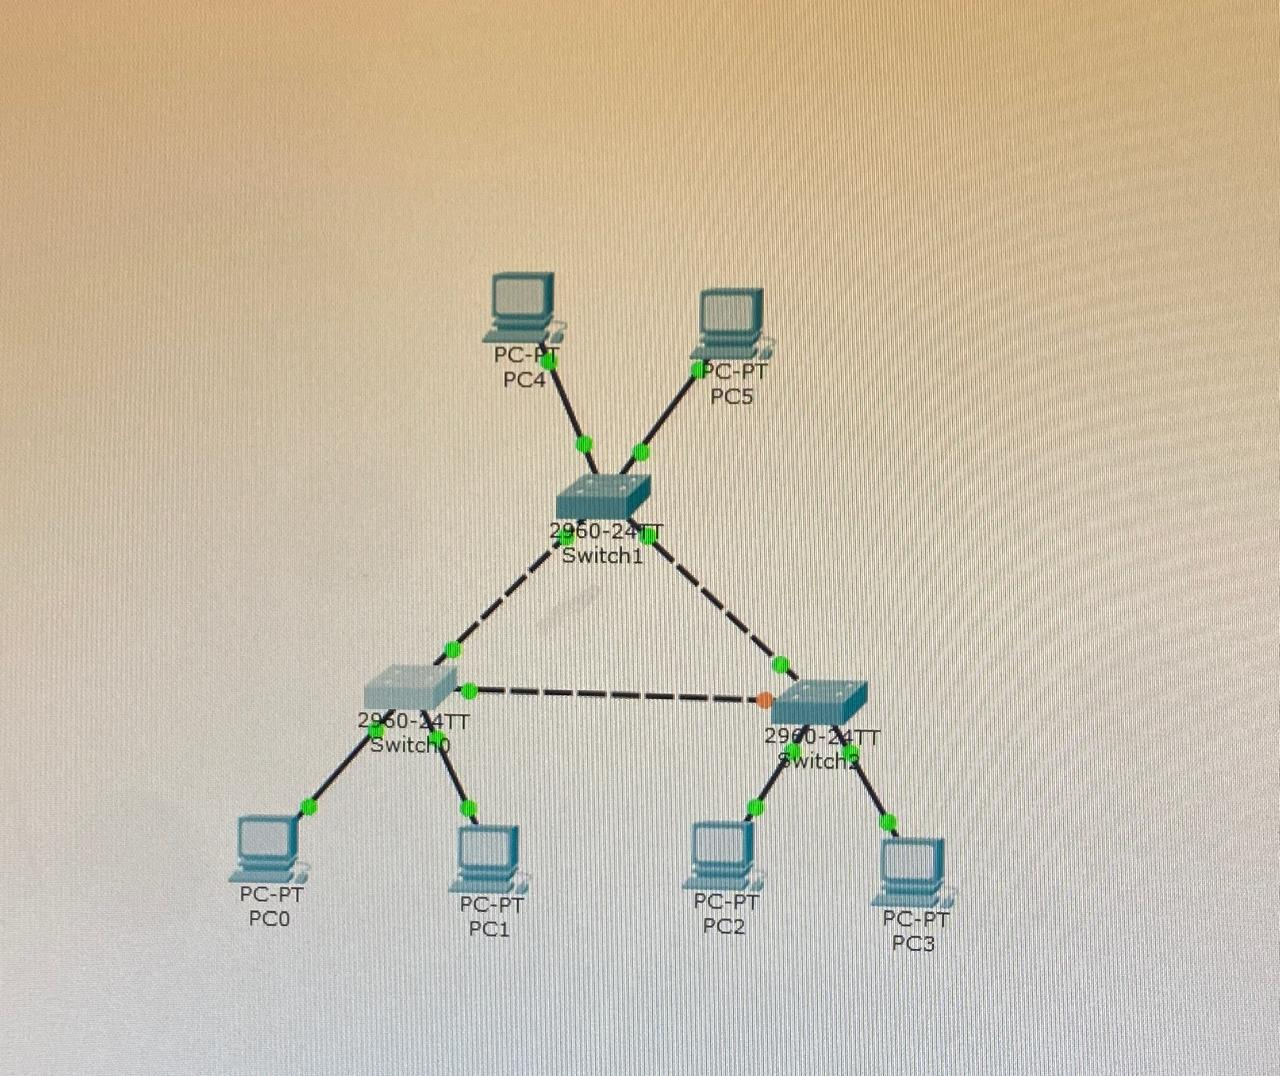 PC-PT
PC4
PC-PT
PC5
2960-24TT
Switch1
2960-24TT
Switch0
2960-24TT
Switch2
PC-PT
PC0
PC-PT
PC1
PC-PT
PC2
PC-PT
PC3